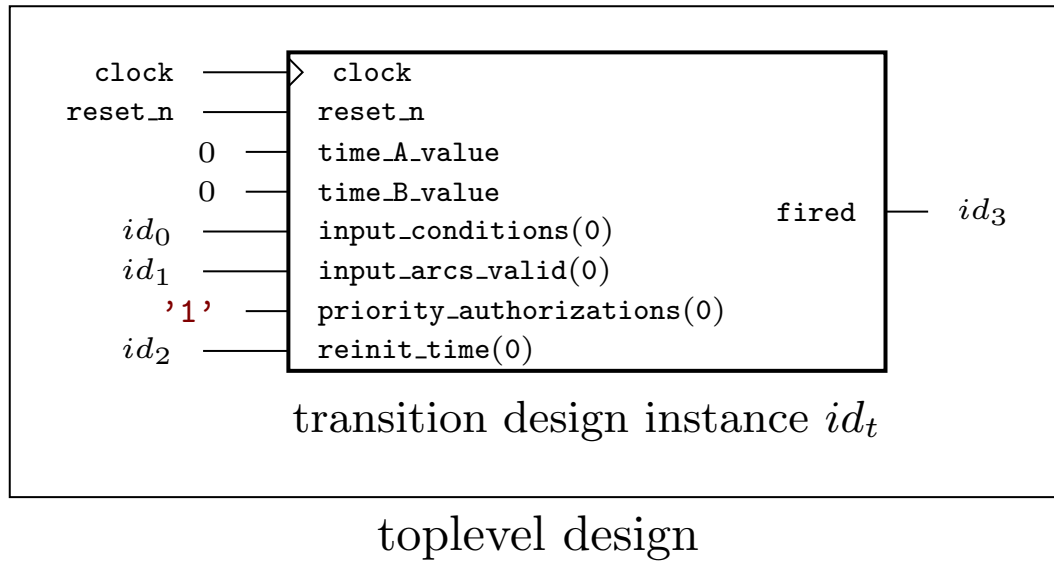 clock clock
reset_n reset_n
0 time_A_value
0 time_B_value
fired id₃
id₀ input_conditions(0)
id₁ input_arcs_valid(0)
'1' priority_authorizations(0)
id₂ reinit_time(0)
transition design instance idₜ
toplevel design